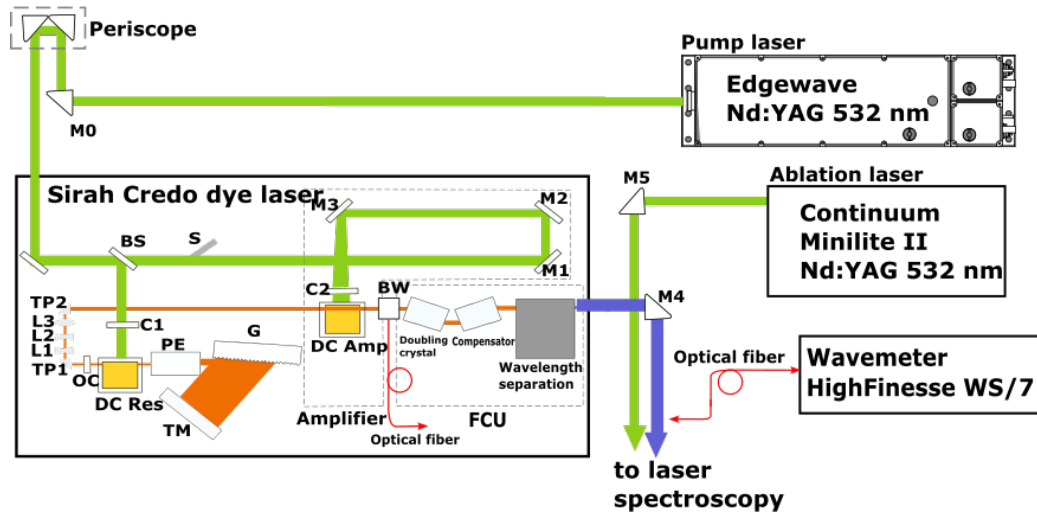 Periscope
Pump laser
Edgewave
Nd:YAG 532 nm
M0
Sirah Credo dye laser
M3
M2
M5
Ablation laser
Continuum
Minilite II
Nd:YAG 532 nm
BS
S
M1
C2
BW
M4
TP2
L3
L2
L1
TP1
C1
OC
PE
G
DC Amp
Doubling
crystal
Compensator
Wavelength
separation
DC Res
TM
Amplifier
FCU
Optical fiber
Optical fiber
Wavemeter
HighFinesse WS/7
to laser
spectroscopy